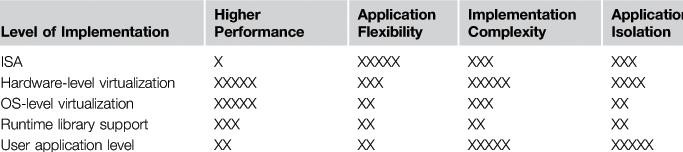 Level of Implementation Higher Performance Application Flexibility Implementation Complexity Application Isolation
ISA X XXXXX XXX XXX
Hardware-level virtualization XXXXX XXX XXXXX XXXX
OS-level virtualization XXXXX XX XXX XX
Runtime library support XXX XX XX XX
User application level XX XX XXXXX XXXXX